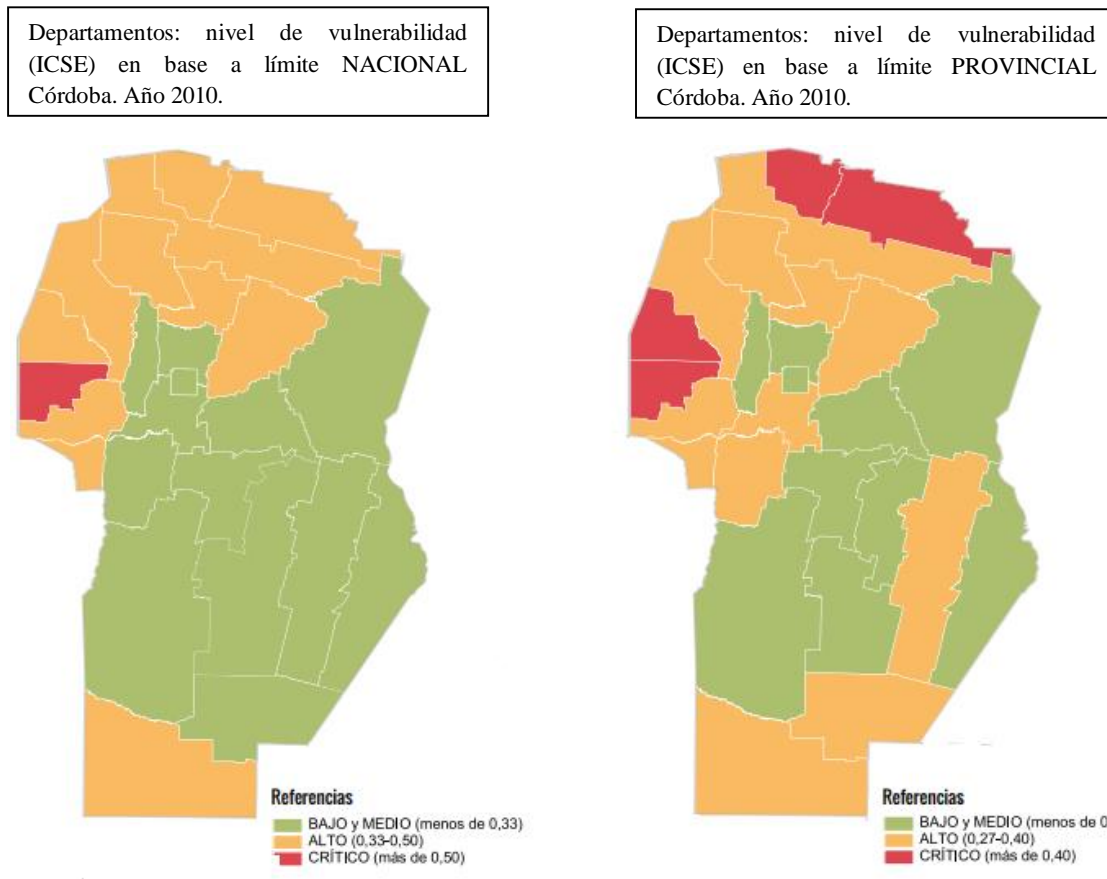 Departamentos: nivel de vulnerabilidad
(ICSE) en base a límite NACIONAL
Córdoba. Año 2010.
Departamentos: nivel de vulnerabilidad
(ICSE) en base a límite PROVINCIAL
Córdoba. Año 2010.
Referencias
BAJO y MEDIO (menos de 0,33)
ALTO (0,33-0,50)
CRÍTICO (más de 0,50)
Referencias
BAJO y MEDIO (menos de
ALTO (0,27-0,40)
CRÍTICO (más de 0,40)